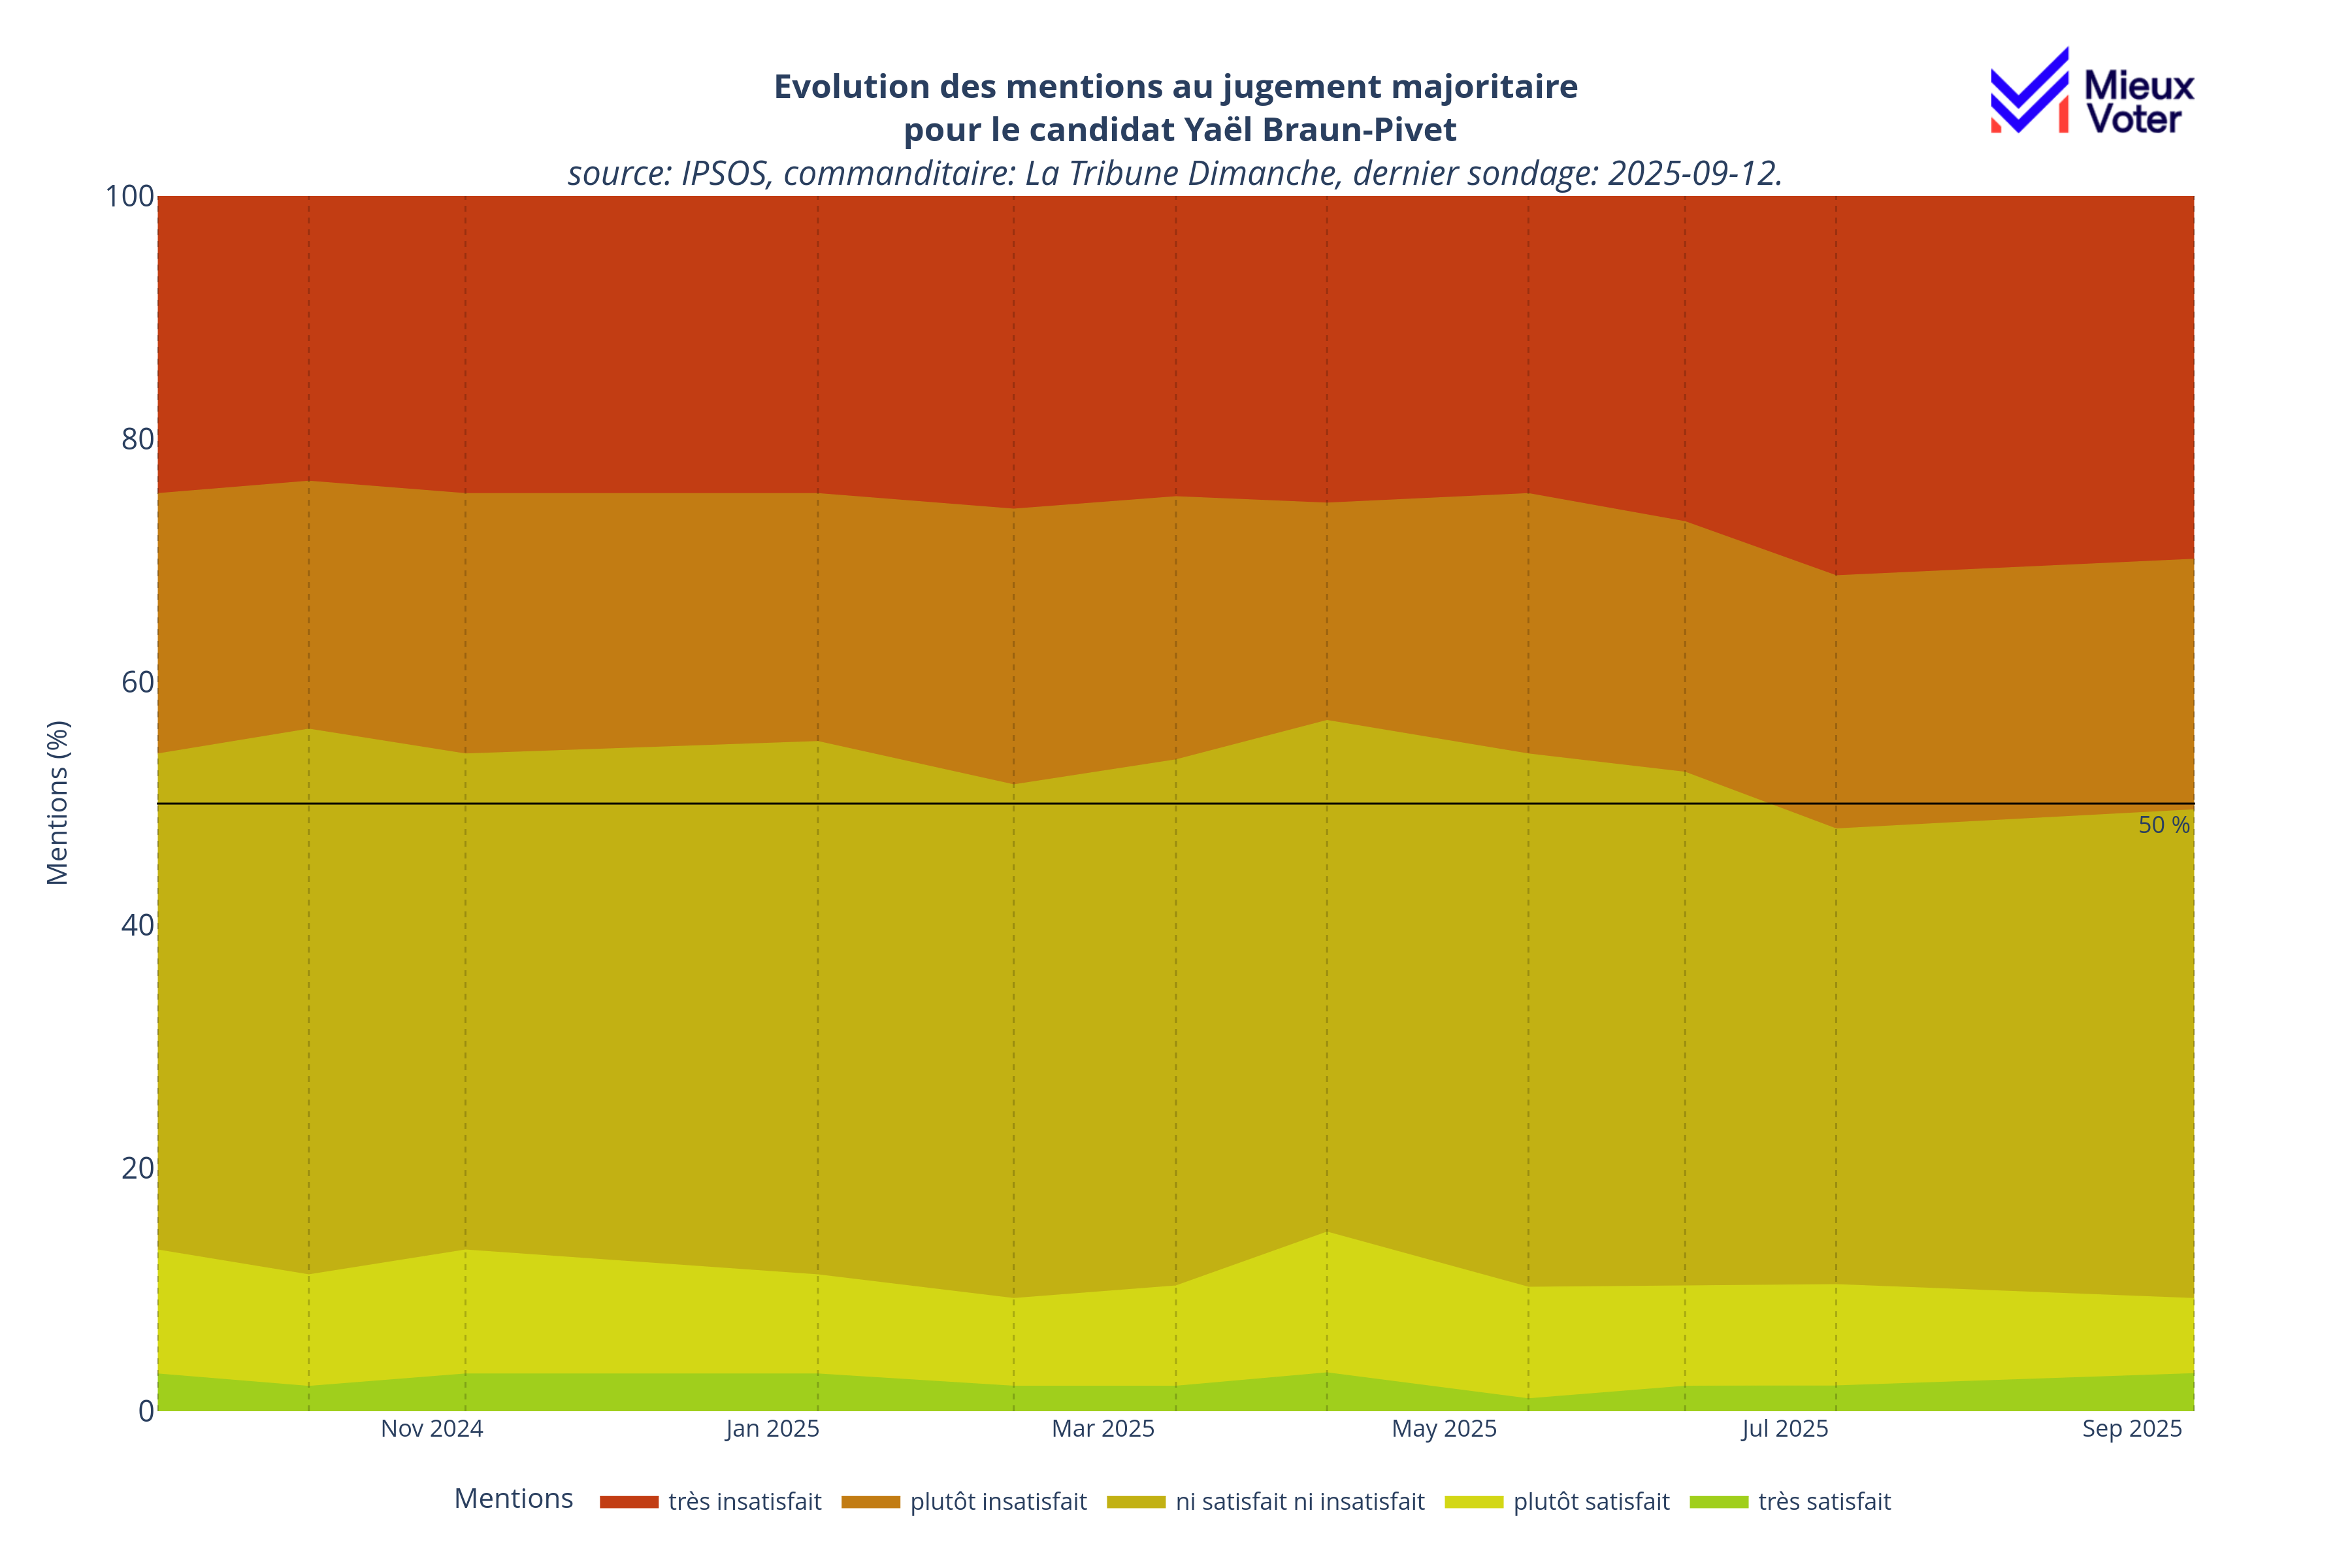 Evolution des mentions au jugement majoritaire
pour le candidat Yaël Braun-Pivet
source: IPSOS, commanditaire: La Tribune Dimanche, dernier sondage: 2025-09-12.
Mieux
Voter
100
80
60
40
20
0
Mentions (%)
50 %
Nov 2024
Jan 2025
Mar 2025
May 2025
Jul 2025
Sep 2025
Mentions
très insatisfait
plutôt insatisfait
ni satisfait ni insatisfait
plutôt satisfait
très satisfait